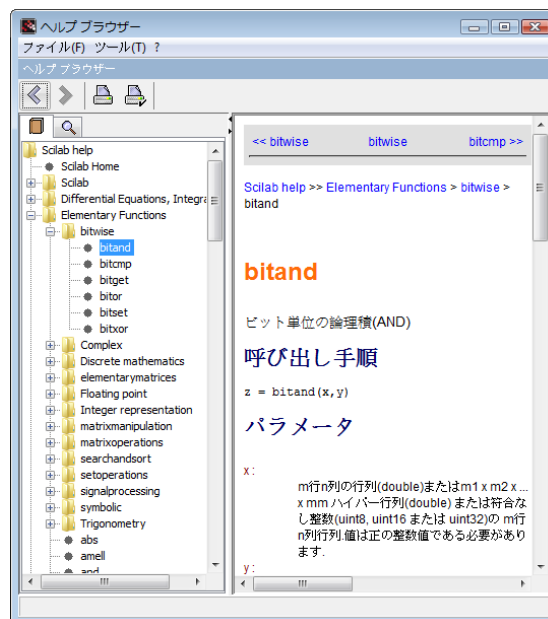 ヘルプ ブラウザー
ファイル(F) ツール(T) ?
ヘルプ ブラウザー
Scilab help
Scilab Home
Scilab
Differential Equations, Integra
Elementary Functions
bitwise
bitand
bitcmp
bitget
bitor
bitset
bitxor
Complex
Discrete mathematics
elementarymatrices
Floating point
Integer representation
matrixmanipulation
matrixoperations
searchandsort
setoperations
signalprocessing
symbolic
Trigonometry
abs
amell
and
<< bitwise bitwise bitcmp >>
Scilab help >> Elementary Functions > bitwise >
bitand
bitand
ビット単位の論理積(AND)
呼び出し手順
z = bitand(x,y)
パラメータ
x :
m行n列の行列(double)またはm1 x m2 x ...
x mm ハイパー行列(double) または符合な
し整数(uint8, uint16 または uint32)の m行
n列行列.値は正の整数値である必要があり
ます.
y :